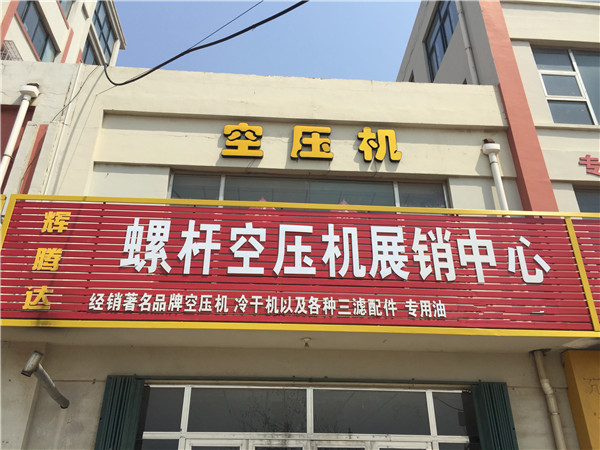 空压机
专
辉腾达
螺杆空压机展销中心
经销著名品牌空压机 冷干机以及各种三滤配件 专用油